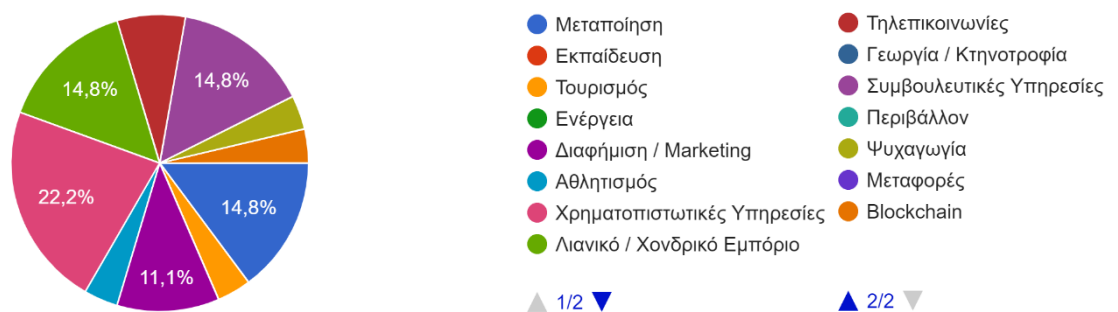 14,8%
14,8%
22,2%
14,8%
11,1%
Μεταποίηση
Εκπαίδευση
Τουρισμός
Ενέργεια
Διαφήμιση / Marketing
Αθλητισμός
Χρηματοπιστωτικές Υπηρεσίες
Λιανικό / Χονδρικό Εμπόριο
1/2
Τηλεπικοινωνίες
Γεωργία / Κτηνοτροφία
Συμβουλευτικές Υπηρεσίες
Περιβάλλον
Ψυχαγωγία
Μεταφορές
Blockchain
2/2